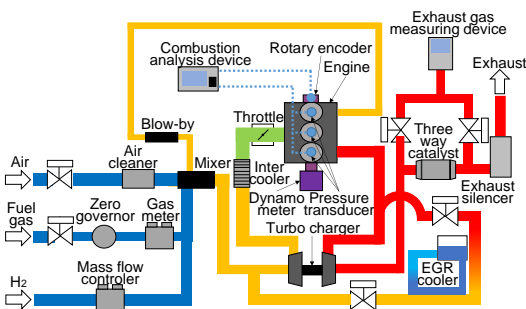 Combustion
analysis device
Rotary encoder
Engine
Exhaust gas
measuring device
Exhaust
Blow-by
Throttle
Three
way
catalyst
Air
Air
cleaner
Mixer
Inter
cooler
Exhaust
silencer
Fuel
gas
Zero
governor
Gas
meter
Dynamo
meter
Pressure
transducer
Turbo charger
H2
Mass flow
controler
EGR
cooler